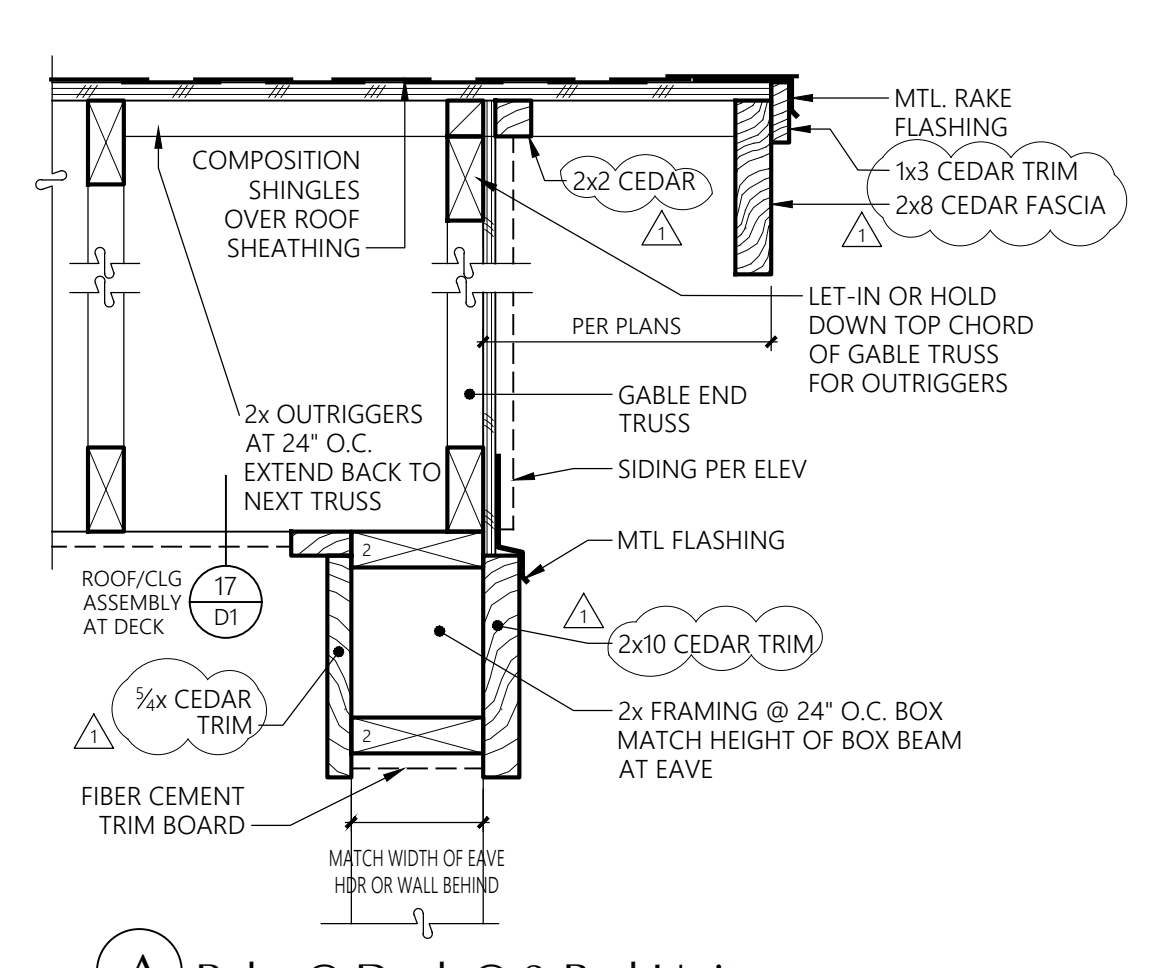 MTL. RAKE
FLASHING
COMPOSITION
SHINGLES
OVER ROOF
SHEATHING
2x2 CEDAR
1
1x3 CEDAR TRIM
2x8 CEDAR FASCIA
1
LET-IN OR HOLD
DOWN TOP CHORD
OF GABLE TRUSS
FOR OUTRIGGERS
PER PLANS
GABLE END
TRUSS
2x OUTRIGGERS
AT 24" O.C.
EXTEND BACK TO
NEXT TRUSS
SIDING PER ELEV
MTL FLASHING
2
ROOF/CLG
ASSEMBLY
AT DECK
17
D1
1
2x10 CEDAR TRIM
5/4x CEDAR
TRIM
1
2x FRAMING @ 24" O.C. BOX
MATCH HEIGHT OF BOX BEAM
AT EAVE
2
FIBER CEMENT
TRIM BOARD
MATCH WIDTH OF EAVE
HDR OR WALL BEHIND